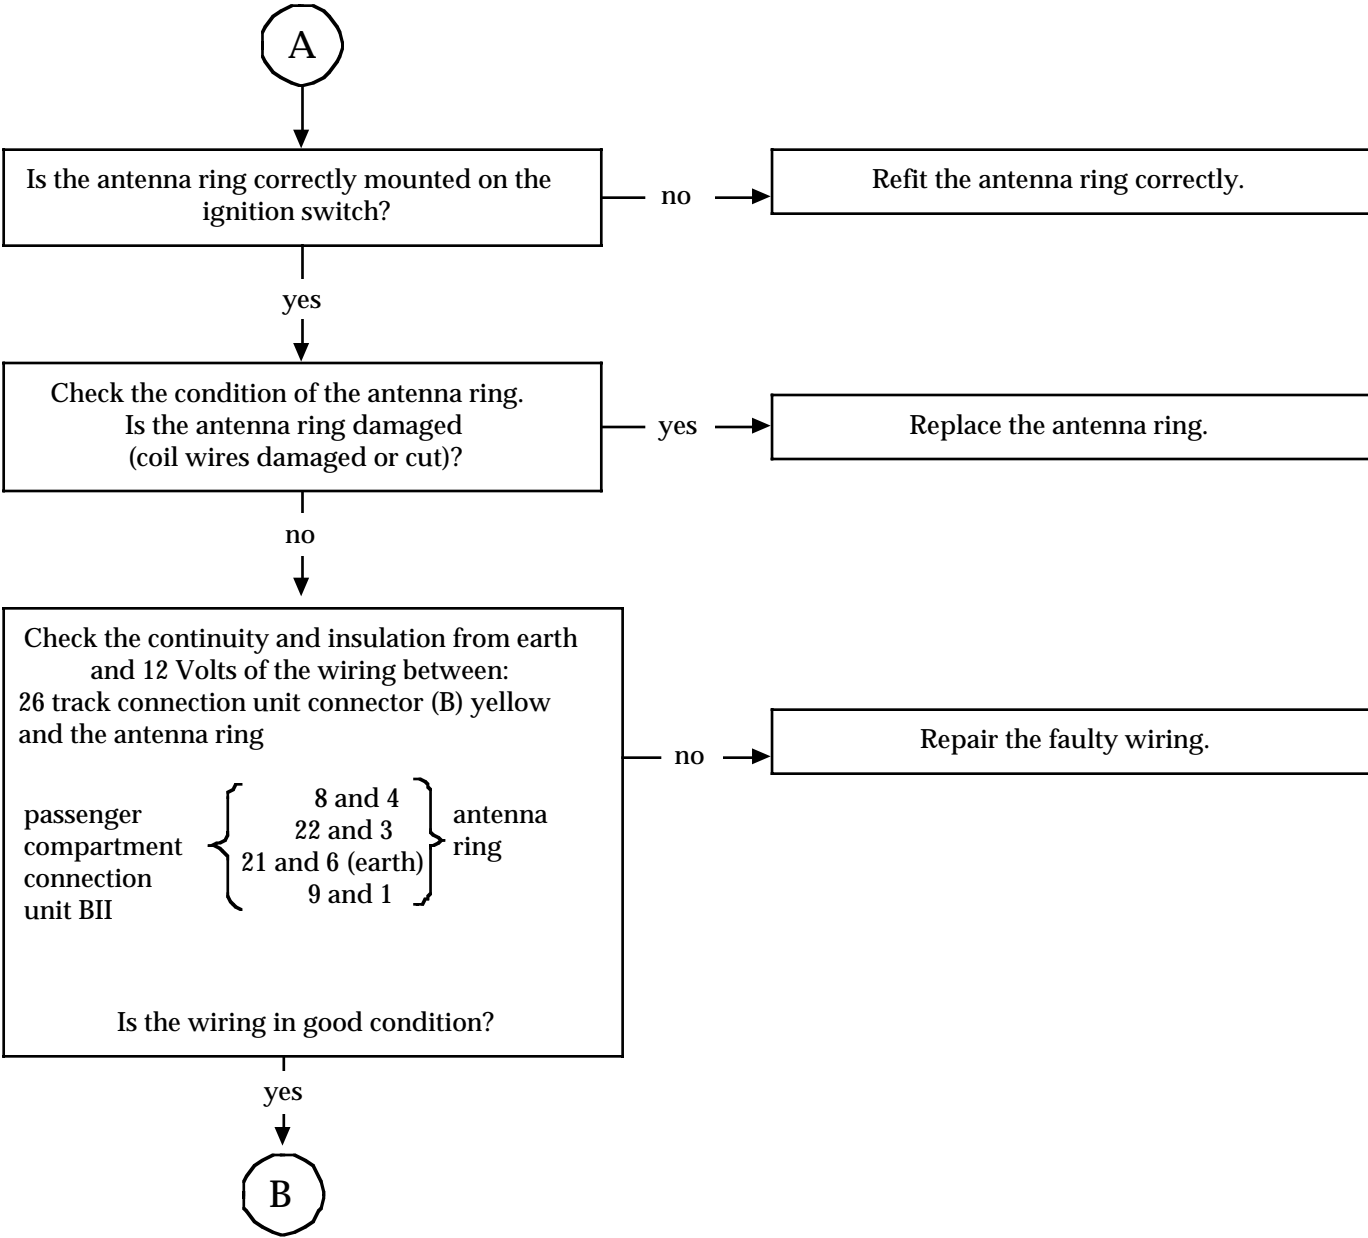 A
Is the antenna ring correctly mounted on the
ignition switch?
no
Refit the antenna ring correctly.
yes
Check the condition of the antenna ring.
Is the antenna ring damaged
(coil wires damaged or cut)?
yes
Replace the antenna ring.
no
Check the continuity and insulation from earth
and 12 Volts of the wiring between:
26 track connection unit connector (B) yellow
and the antenna ring
passenger
compartment
connection
unit BII
8 and 4
22 and 3
21 and 6 (earth)
9 and 1
antenna
ring
Is the wiring in good condition?
no
Repair the faulty wiring.
yes
B